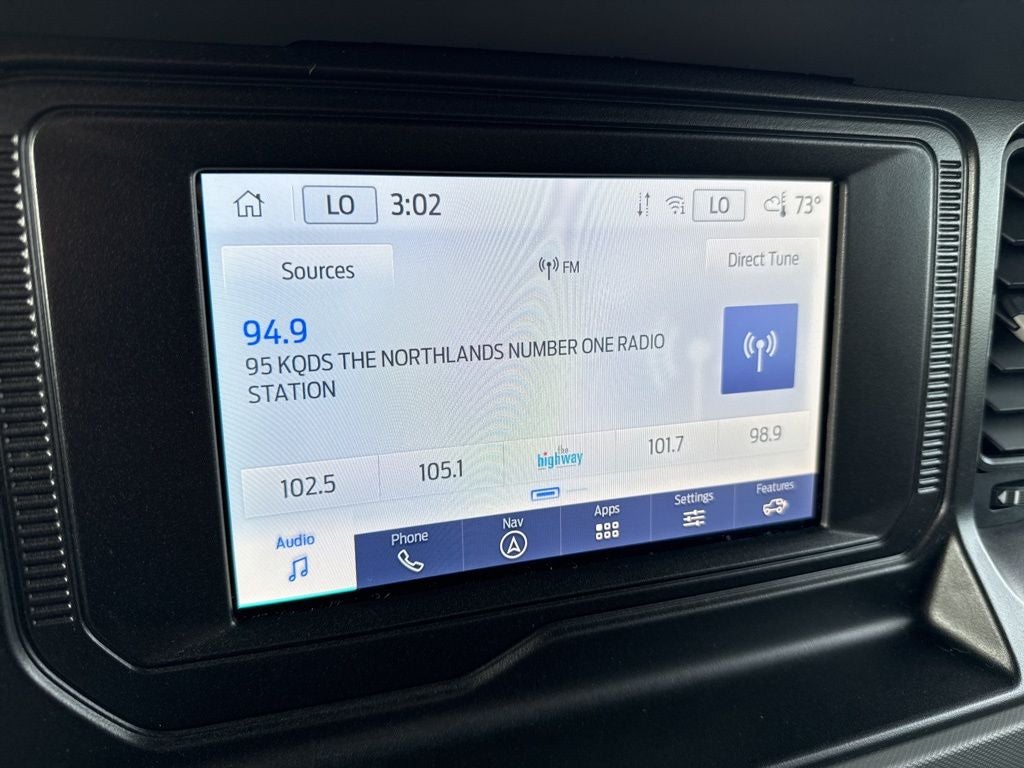 LO 3:02 LO 73°
Sources FM Direct Tune
94.9
95 KQDS THE NORTHLANDS NUMBER ONE RADIO
STATION
102.5 105.1 the highway 101.7 98.9
Audio Phone Nav Apps Settings Features